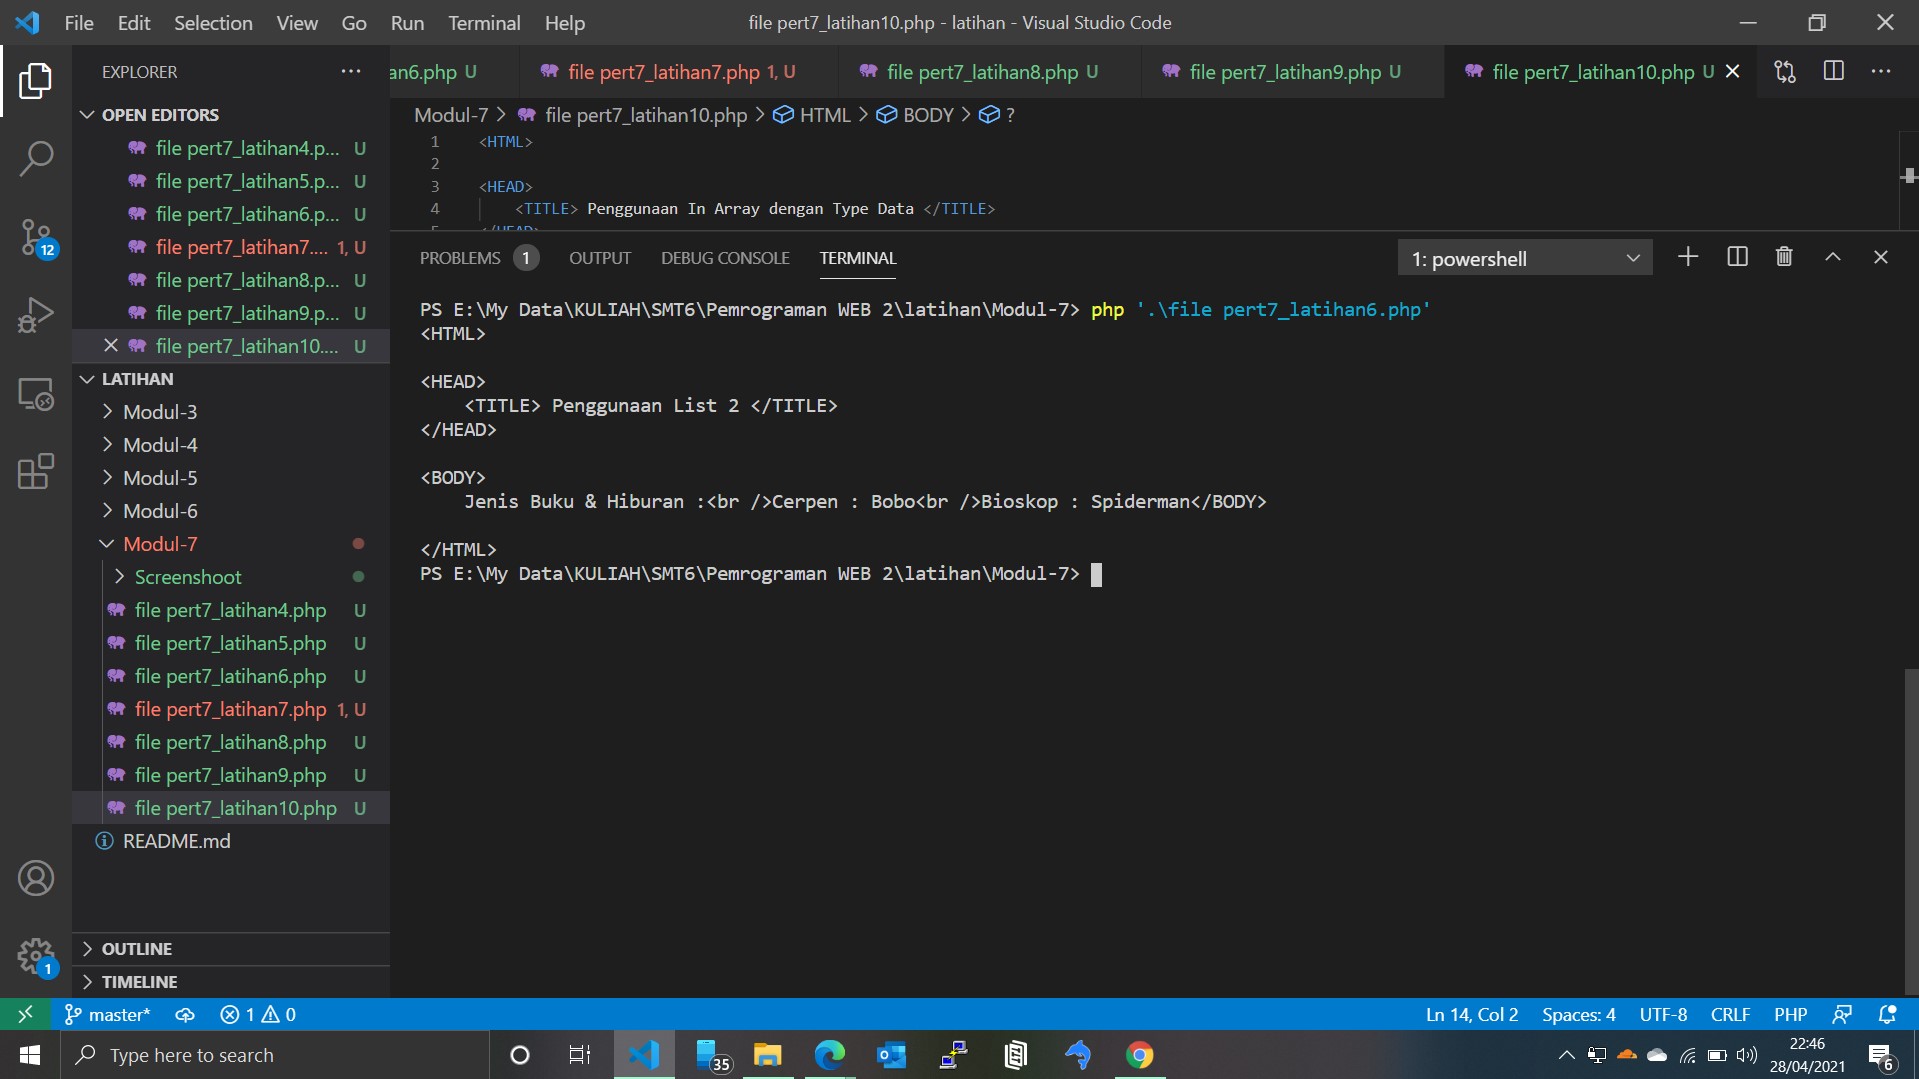 File Edit Selection View Go Run Terminal Help file pert7_latihan10.php - latihan - Visual Studio Code
EXPLORER
an6.php U file pert7_latihan7.php 1, U file pert7_latihan8.php U file pert7_latihan9.php U file pert7_latihan10.php U
OPEN EDITORS
file pert7_latihan4.p... U
file pert7_latihan5.p... U
file pert7_latihan6.p... U
file pert7_latihan7.... 1, U
file pert7_latihan8.p... U
file pert7_latihan9.p... U
file pert7_latihan10.... U
LATIHAN
Modul-3
Modul-4
Modul-5
Modul-6
Modul-7
Screenshoot
file pert7_latihan4.php U
file pert7_latihan5.php U
file pert7_latihan6.php U
file pert7_latihan7.php 1, U
file pert7_latihan8.php U
file pert7_latihan9.php U
file pert7_latihan10.php U
README.md
OUTLINE
TIMELINE
12
1
Modul-7 > file pert7_latihan10.php > HTML > BODY > ?
1 <HTML>
2
3 <HEAD>
4 <TITLE> Penggunaan In Array dengan Type Data </TITLE>
5 </HEAD>
PROBLEMS 1 OUTPUT DEBUG CONSOLE TERMINAL 1: powershell
PS E:\My Data\KULIAH\SMT6\Pemrograman WEB 2\latihan\Modul-7> php '.\file pert7_latihan6.php'
<HTML>
<HEAD>
<TITLE> Penggunaan List 2 </TITLE>
</HEAD>
<BODY>
Jenis Buku & Hiburan :<br />Cerpen : Bobo<br />Bioskop : Spiderman</BODY>
</HTML>
PS E:\My Data\KULIAH\SMT6\Pemrograman WEB 2\latihan\Modul-7>
master* 1 0 Ln 14, Col 2 Spaces: 4 UTF-8 CRLF PHP
Type here to search 35 22:46
28/04/2021 6